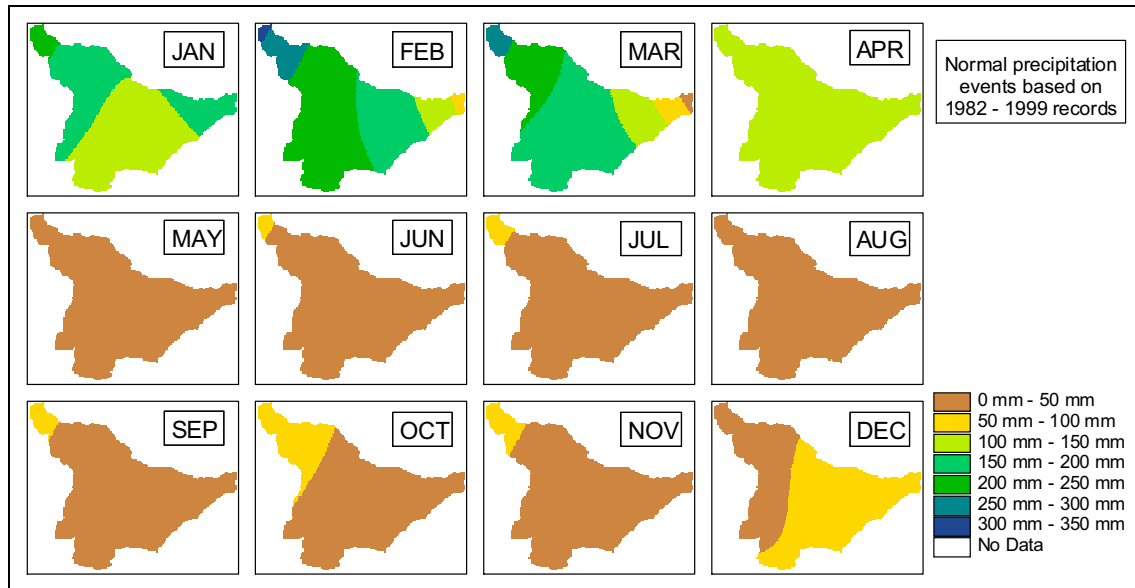 JAN
FEB
MAR
APR
Normal precipitation
events based on
1982 - 1999 records
MAY
JUN
JUL
AUG
SEP
OCT
NOV
DEC
0 mm - 50 mm
50 mm - 100 mm
100 mm - 150 mm
150 mm - 200 mm
200 mm - 250 mm
250 mm - 300 mm
300 mm - 350 mm
No Data